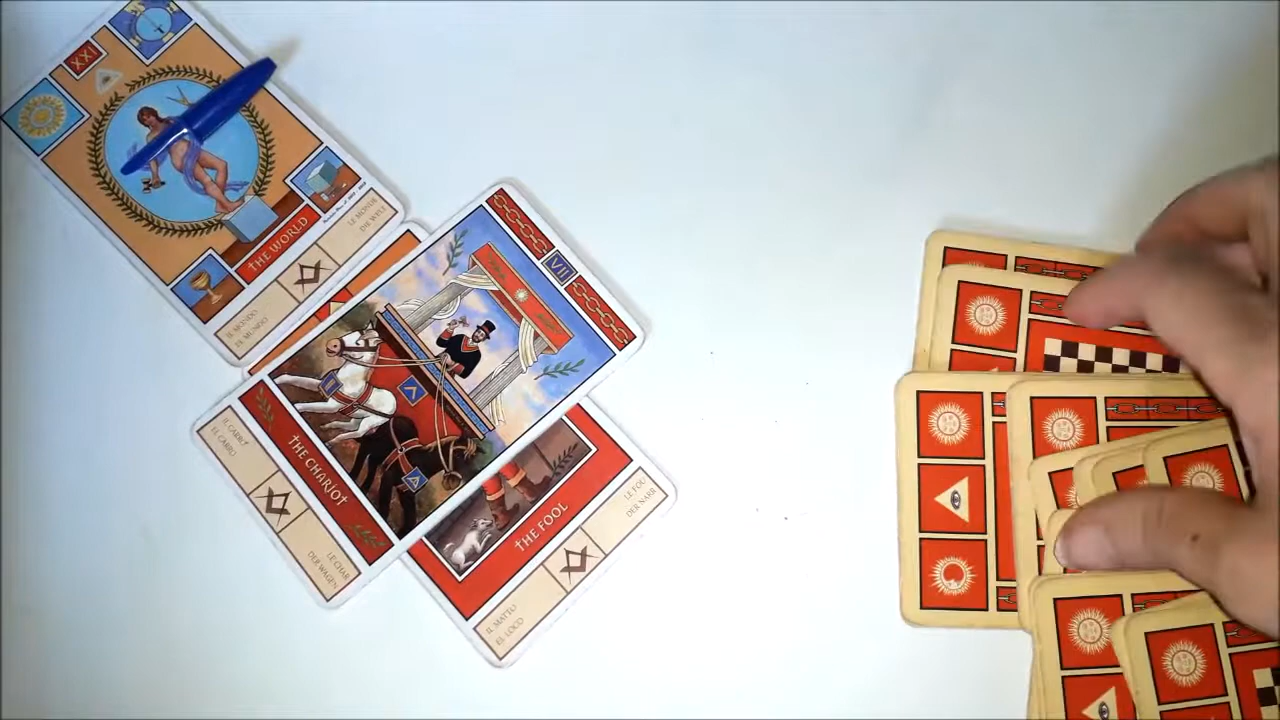 XXI
THE WORLD
IL MONDO
EL MUNDO
LE MONDE
DIE WELT
VII
THE CHARIOT
IL CARRO
EL CARRO
LE CHAR
DER WAGEN
THE FOOL
IL MATTO
EL LOCO
LE FOU
DER NARR